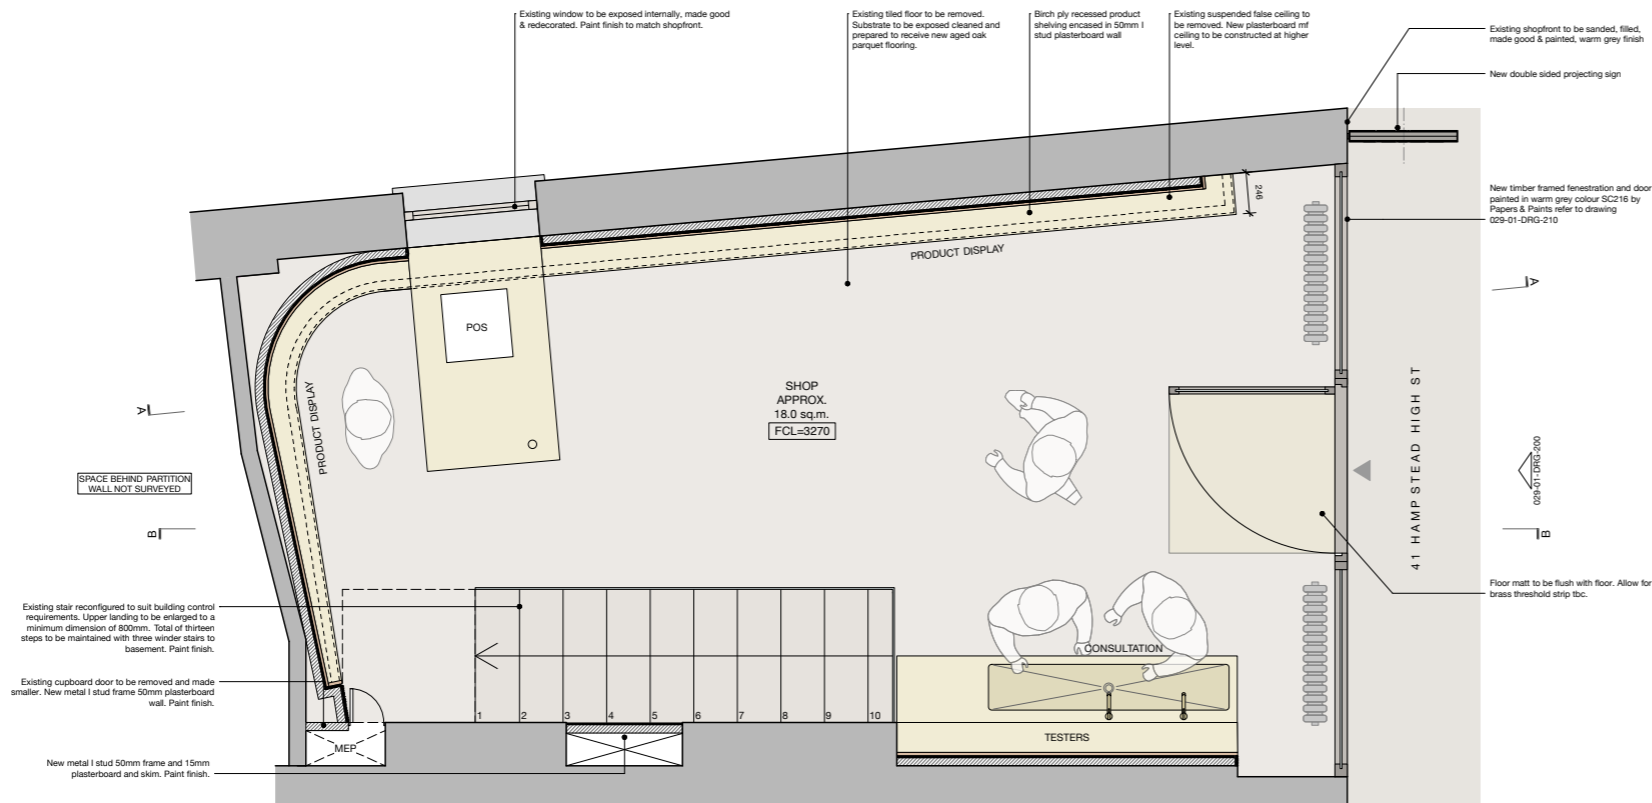 Existing window to be exposed internally, made good
& redecorated. Paint finish to match shopfront.
Existing tiled floor to be removed.
Substrate to be exposed cleaned and
prepared to receive new aged oak
parquet flooring.
Birch ply recessed product
shelving encased in 50mm I
stud plasterboard wall
Existing suspended false ceiling to
be removed. New plasterboard mf
ceiling to be constructed at higher
level.
Existing shopfront to be sanded, filled,
made good & painted, warm grey finish
New double sided projecting sign
New timber framed fenestration and door
painted in warm grey colour SC216 by
Papers & Paints refer to drawing
029-01-DRG-210
246
PRODUCT DISPLAY
A
POS
SHOP
APPROX.
18.0 sq.m.
FCL=3270
PRODUCT DISPLAY
A
41 HAMPSTEAD HIGH ST
029-01-DRG-200
SPACE BEHIND PARTITION
WALL NOT SURVEYED
B
B
Floor matt to be flush with floor. Allow for
brass threshold strip tbc.
Existing stair reconfigured to suit building control
requirements. Upper landing to be enlarged to a
minimum dimension of 800mm. Total of thirteen
steps to be maintained with three winder stairs to
basement. Paint finish.
CONSULTATION
Existing cupboard door to be removed and made
smaller. New metal I stud frame 50mm plasterboard
wall. Paint finish.
1 2 3 4 5 6 7 8 9 10
TESTERS
MEP
New metal I stud 50mm frame and 15mm
plasterboard and skim. Paint finish.